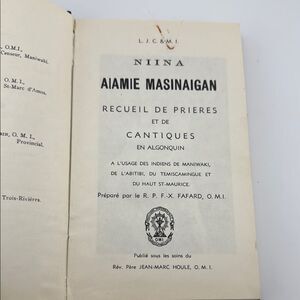 O.M.I.,
Censeur, Maniwaki.
O. M. I.,
St-Marc d'Amos.
O. M. I.,
Provincial.
Trois-Rivières.
L. J. C. & M. I.
NIINA
AIAMIE MASINAIGAN
RECUEIL DE PRIERES
ET DE
CANTIQUES
EN ALGONQUIN
A L'USAGE DES INDIENS DE MANIWAKI,
DE L'ABITIBI, DU TEMISCAMINGUE ET
DU HAUT ST-MAURICE.
Préparé par le R. P. F.-X. FAFARD, O.M.I.
OMI
Publié sous les soins du
Rév. Père JEAN-MARC HOULE, O. M. I.